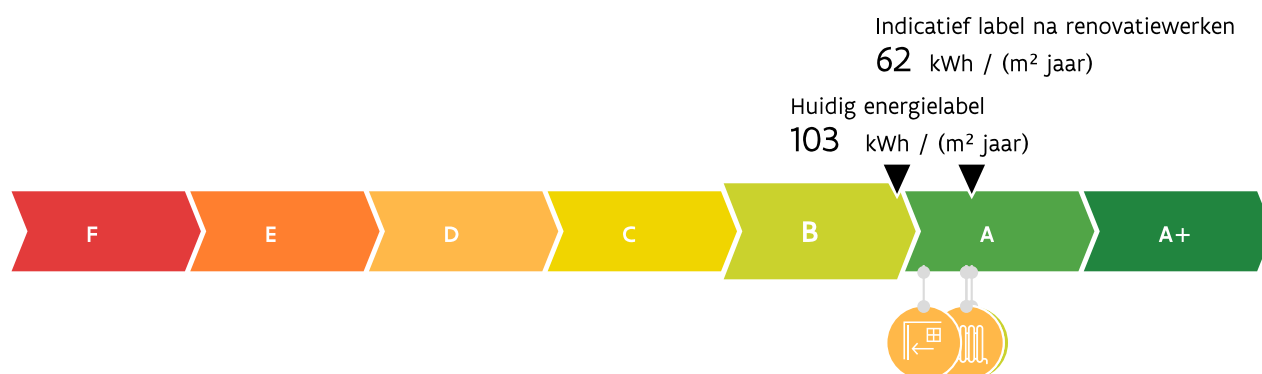 Indicatief label na renovatiewerken
62 kWh / (m² jaar)
Huidig energielabel
103 kWh / (m² jaar)
F E D C B A A+